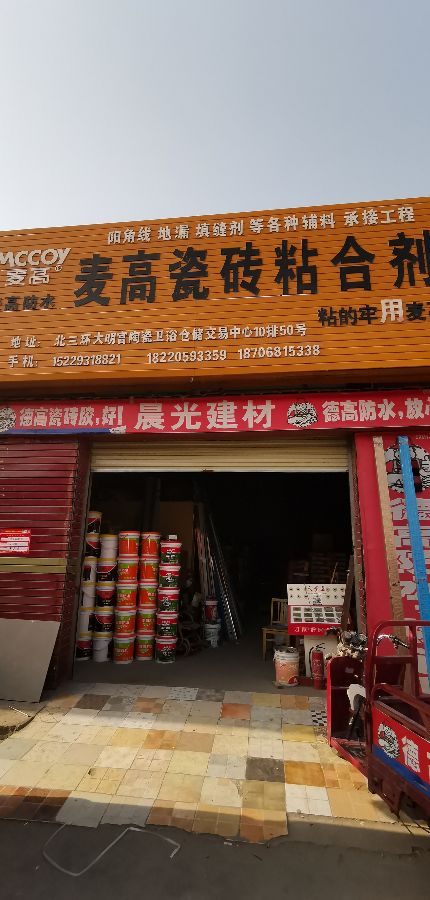 阳角线 地漏 填缝剂 等各种辅料 承接工程
MCCOY
麦高®
麦高瓷砖粘合剂
高防水
粘的牢用麦
地址: 北三环大明宫陶瓷卫浴仓储交易中心10排50号
手机: 15229318821 18220593359 18706815338
德高瓷砖胶,好!
晨光建材
德高防水,放
德高
德